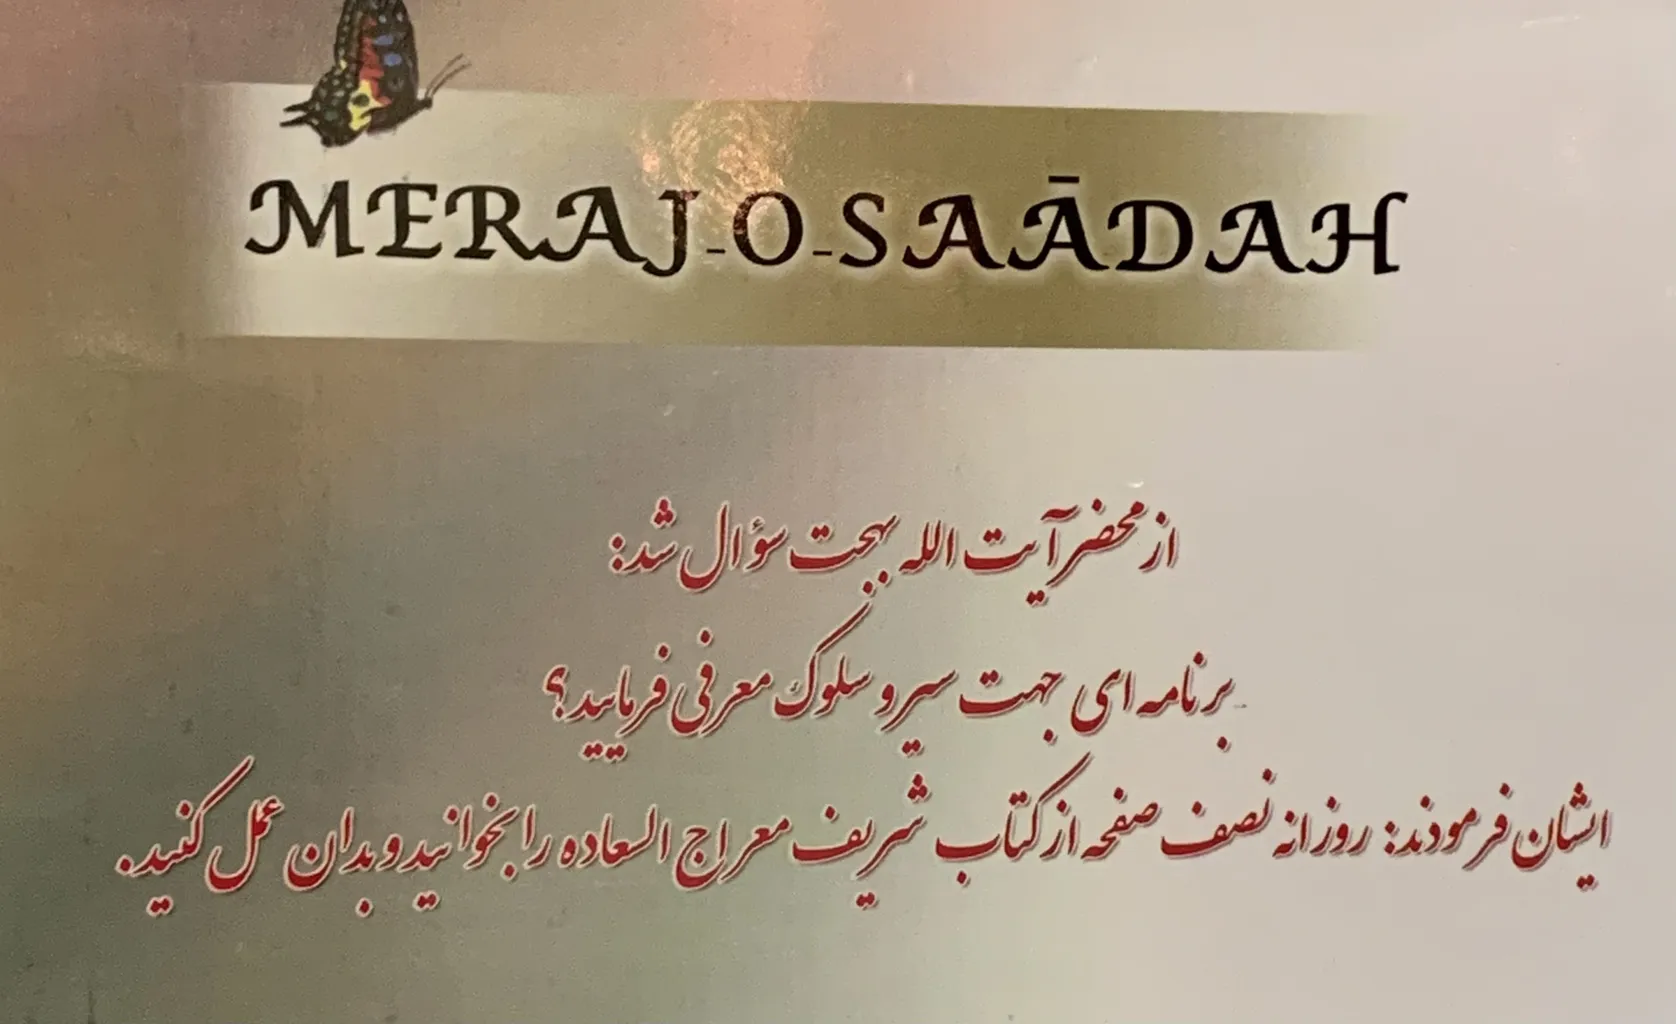 MERAJ-O-SAĀDAH
از محضر آیت الله بهجت سؤال شد:
برنامه ای جهت سیر و سلوک معرفی فرمایید؟
ایشان فرمودند: روزانه نصف صفحه از کتاب شریف معراج السعاده را بخوانید و بدان عمل کنید.